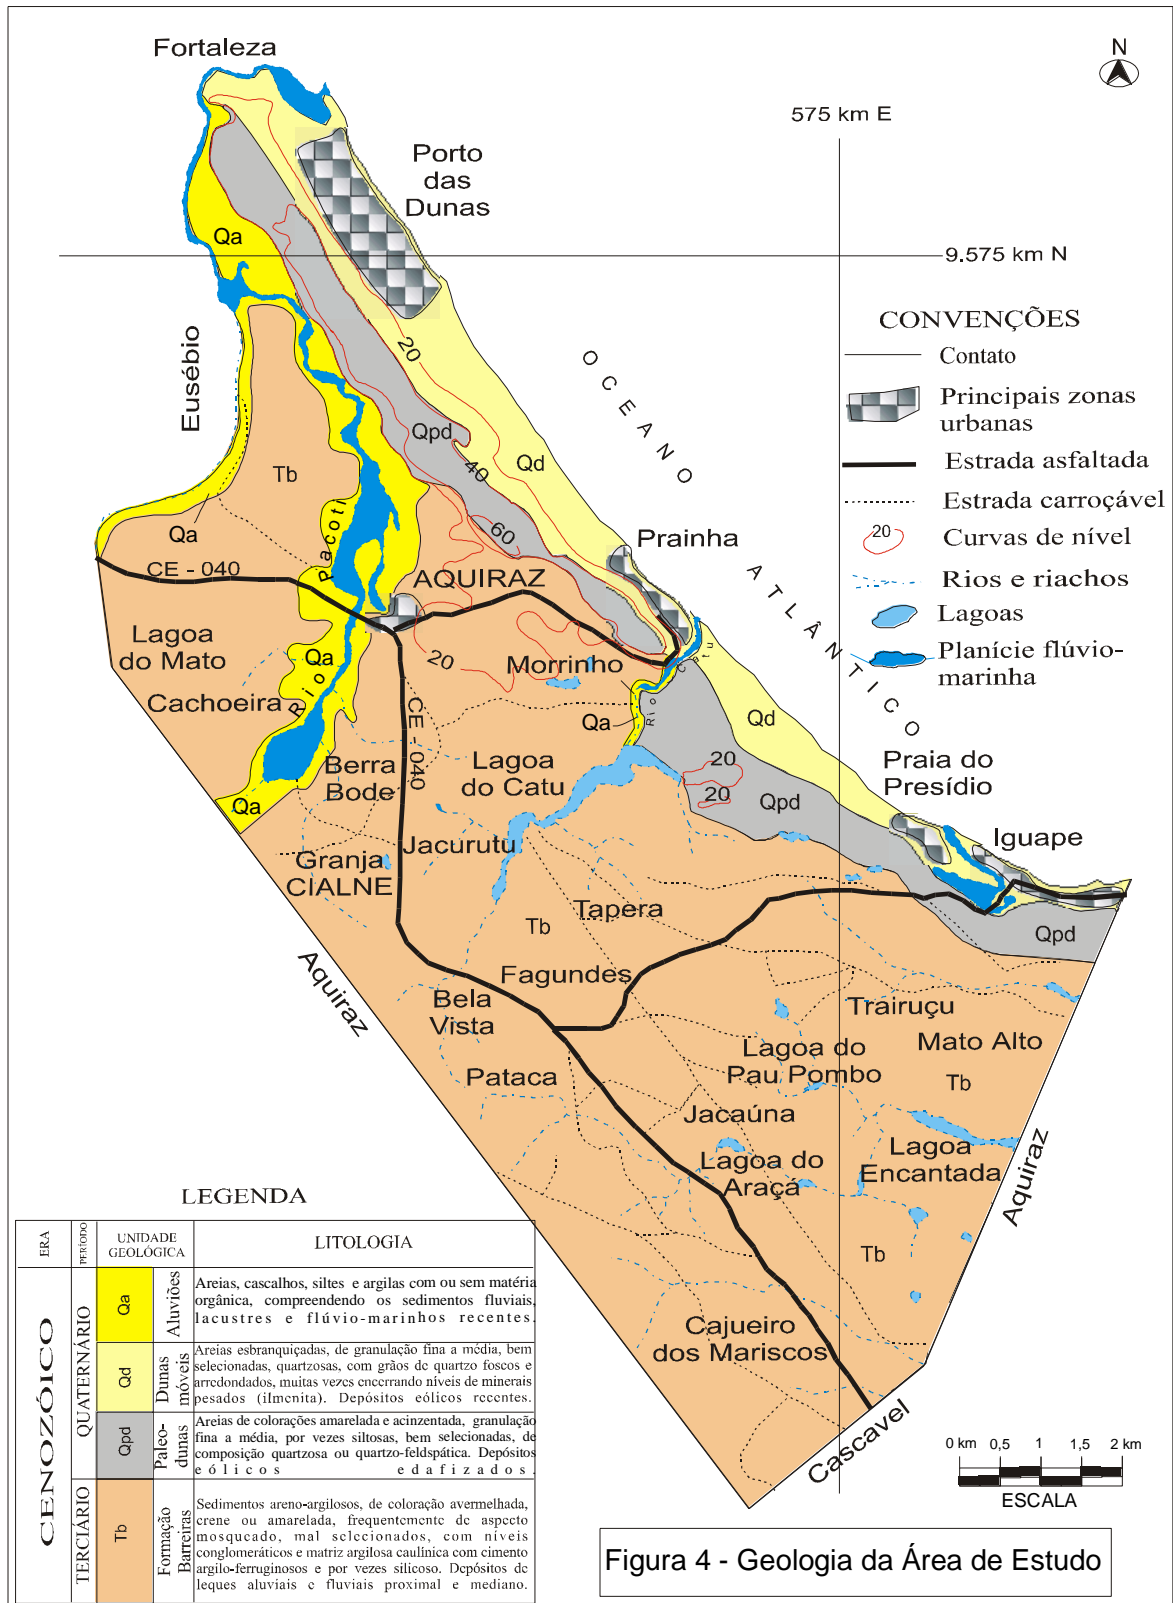 Fortaleza
N
575 km E
Porto
das
Dunas
Qa
9.575 km N
CONVENÇÕES
Contato
Principais zonas
urbanas
Estrada asfaltada
Estrada carroçável
20
Curvas de nível
Rios e riachos
Lagoas
Planície flúvio-
marinha
OCEANO ATLÂNTICO
Eusébio
20
Qpd
Qd
40
Tb
60
Qa
Pacoti
Prainha
CE - 040
AQUIRAZ
Lagoa
do Mato
20
Morrinho
Qa
Cachoeira
Rio
CE - 040
Rio Catu
Qa
Qd
Berra
Bode
Lagoa
do Catu
20
20
Qpd
Praia do
Presídio
Qa
Iguape
Granja
CIALNE
Jacurutu
Tapera
Tb
Qpd
Fagundes
Aquiraz
Bela
Vista
Trairuçu
Mato Alto
Lagoa do
Pau Pombo
Pataca
Tb
Jacaúna
Lagoa do
Araçá
Lagoa
Encantada
Aquiraz
Tb
Cajueiro
dos Mariscos
Cascavel
0 km 0,5 1 1,5 2 km
ESCALA
LEGENDA
ERA
PERÍODO
UNIDADE
GEOLÓGICA
LITOLOGIA
CENOZÓICO
QUATERNÁRIO
Qa
Aluviões
Areias, cascalhos, siltes e argilas com ou sem matéria
orgânica, compreendendo os sedimentos fluviais,
lacustres e flúvio-marinhos recentes.
Qd
Dunas
móveis
Areias esbranquiçadas, de granulação fina a média, bem
selecionadas, quartzosas, com grãos de quartzo foscos e
arredondados, muitas vezes encerrando níveis de minerais
pesados (ilmenita). Depósitos eólicos recentes.
Qpd
Paleo-
dunas
Areias de colorações amarelada e acinzentada, granulação
fina a média, por vezes siltosas, bem selecionadas, de
composição quartzosa ou quartzo-feldspática. Depósitos
eólicos edafizados.
TERCIÁRIO
Tb
Formação
Barreiras
Sedimentos areno-argilosos, de coloração avermelhada,
creme ou amarelada, frequentemente de aspecto
mosqueado, mal selecionados, com níveis
conglomeráticos e matriz argilosa caulínica com cimento
argilo-ferruginosos e por vezes silicoso. Depósitos de
leques aluviais e fluviais proximal e mediano.
Figura 4 - Geologia da Área de Estudo